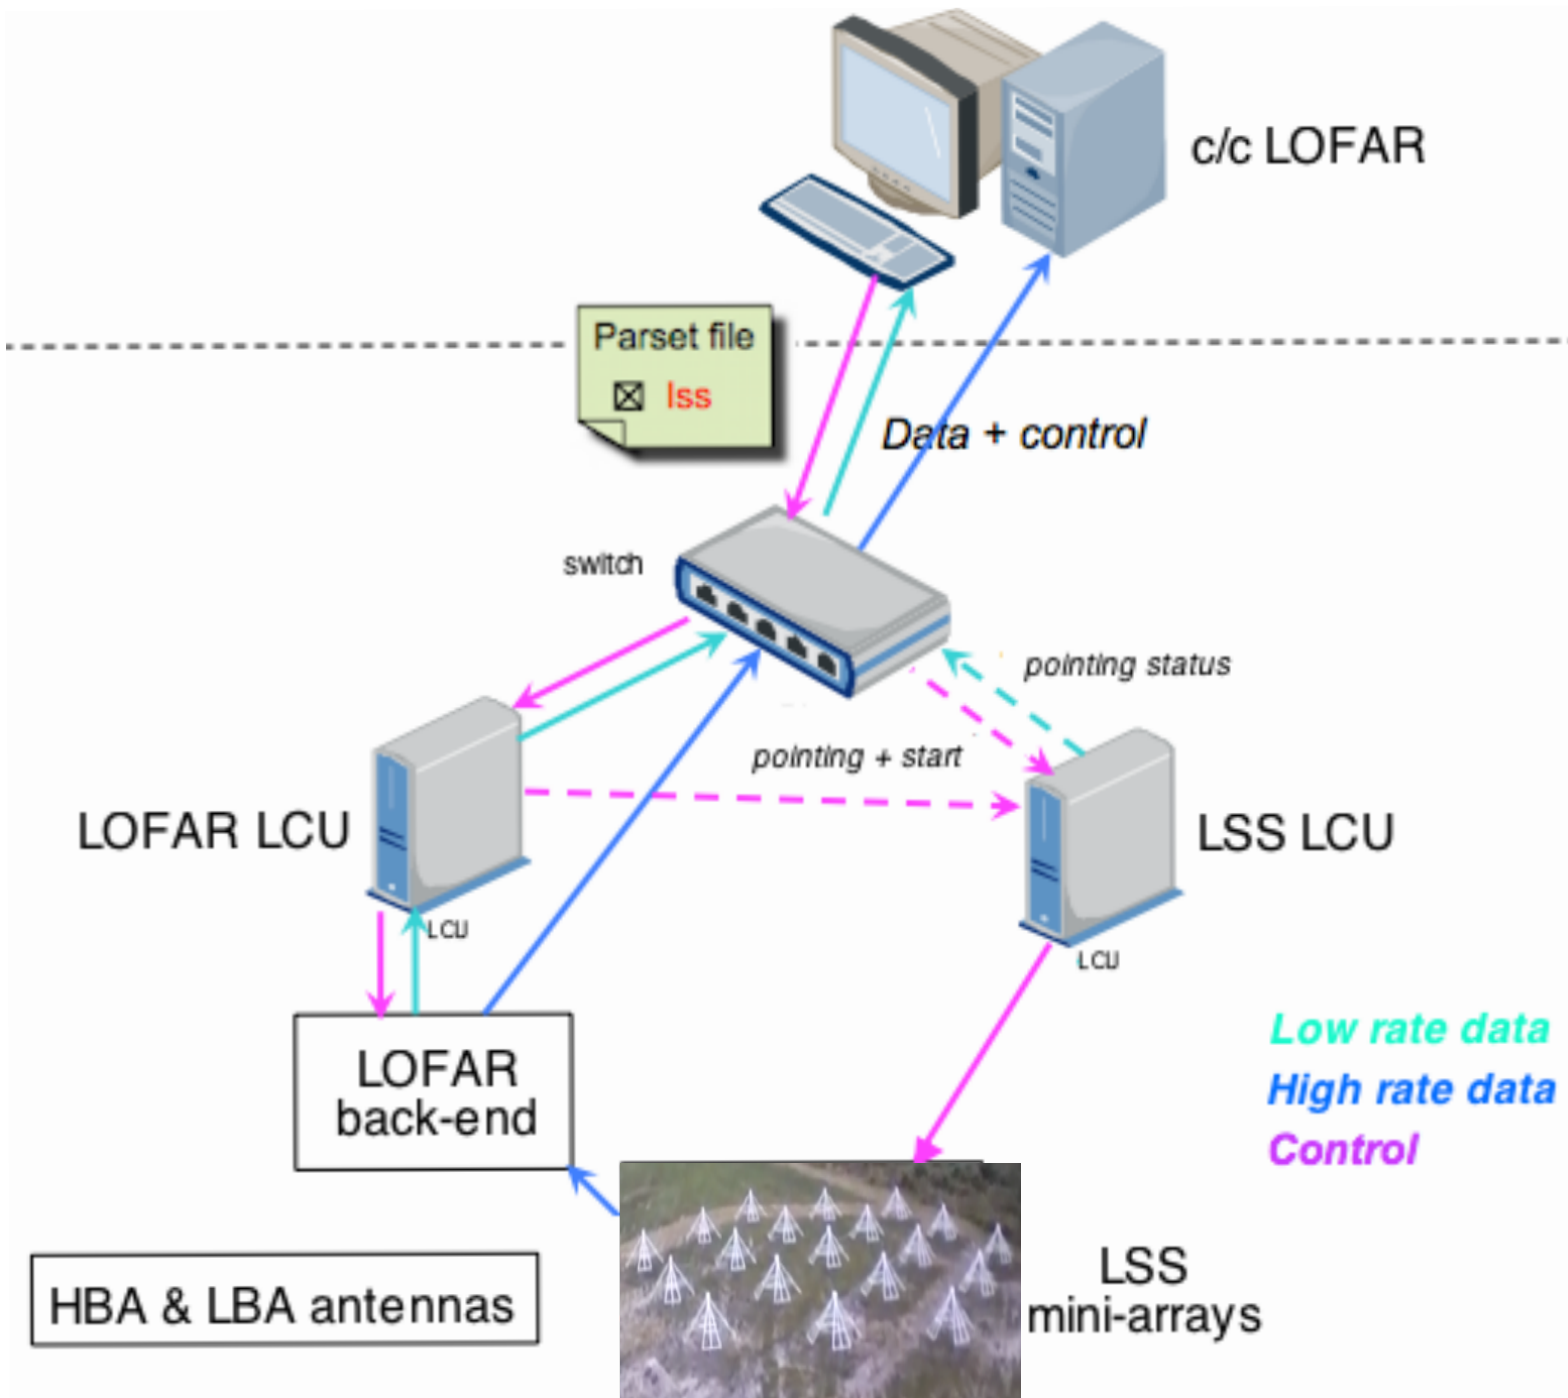 c/c LOFAR
Parset file
lss
Data + control
switch
pointing status
pointing + start
LOFAR LCU
LSS LCU
LCU
LCU
Low rate data
LOFAR
back-end
High rate data
Control
HBA & LBA antennas
LSS
mini-arrays